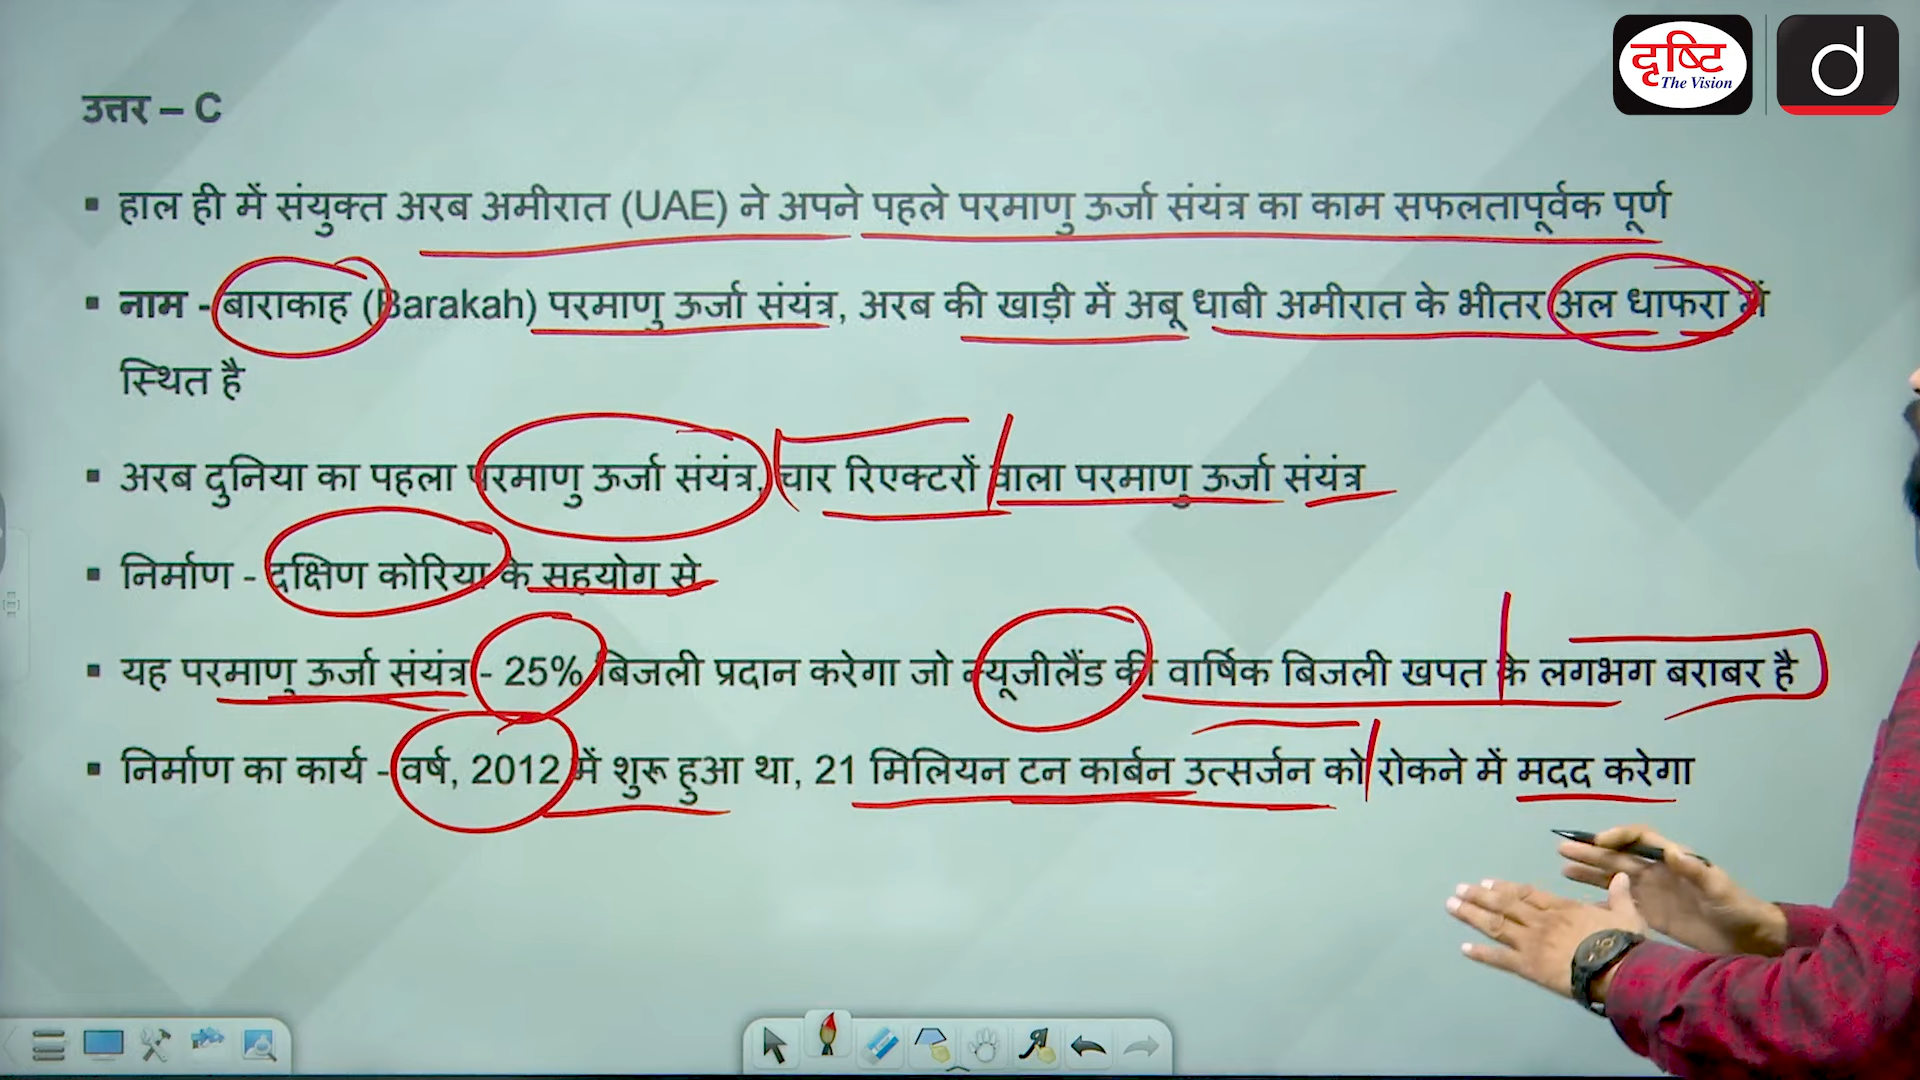 दृष्टि
The Vision
d
उत्तर – C
▪ हाल ही में संयुक्त अरब अमीरात (UAE) ने अपने पहले परमाणु ऊर्जा संयंत्र का काम सफलतापूर्वक पूर्ण
▪ नाम - बाराकाह (Barakah) परमाणु ऊर्जा संयंत्र, अरब की खाड़ी में अबू धाबी अमीरात के भीतर अल धाफरा में
स्थित है
▪ अरब दुनिया का पहला परमाणु ऊर्जा संयंत्र, चार रिएक्टरों वाला परमाणु ऊर्जा संयंत्र
▪ निर्माण - दक्षिण कोरिया के सहयोग से
▪ यह परमाणु ऊर्जा संयंत्र - 25% बिजली प्रदान करेगा जो न्यूजीलैंड की वार्षिक बिजली खपत के लगभग बराबर है
▪ निर्माण का कार्य - वर्ष, 2012 में शुरू हुआ था, 21 मिलियन टन कार्बन उत्सर्जन को रोकने में मदद करेगा